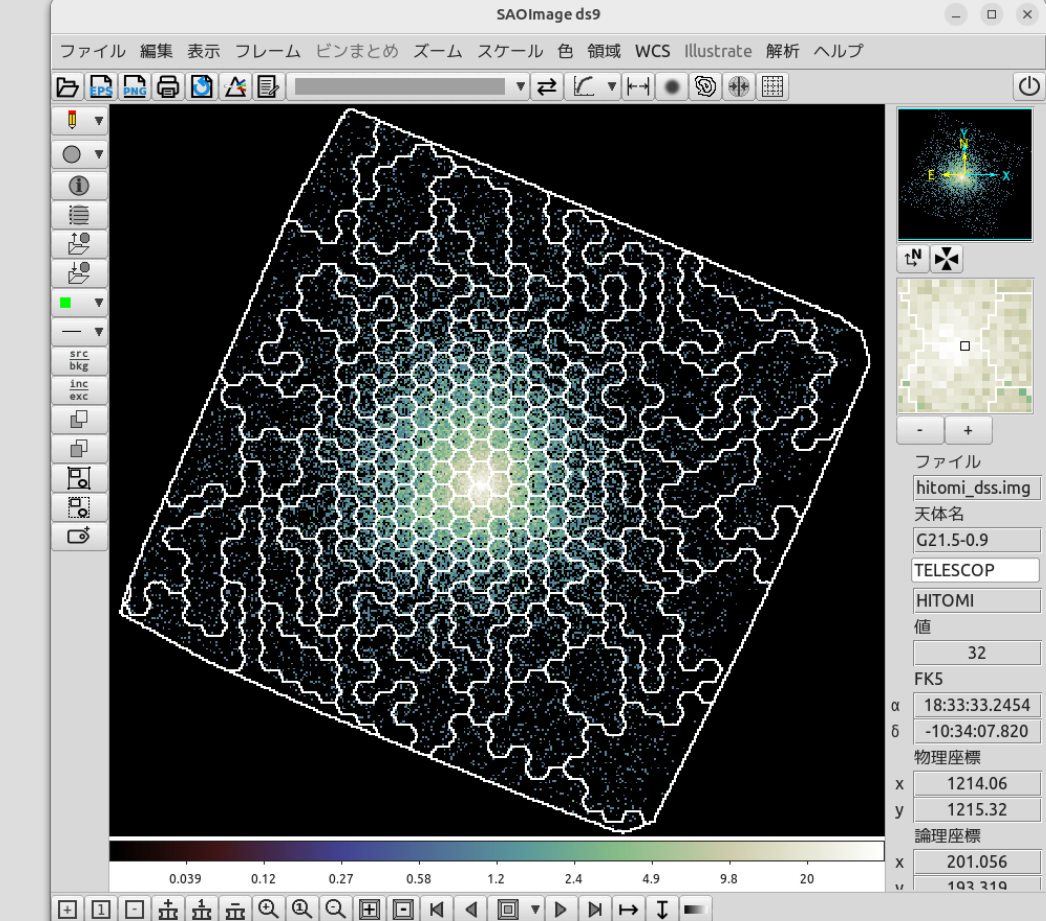 SAOImage ds9
ファイル 編集 表示 フレーム ビンまとめ ズーム スケール 色 領域 WCS Illustrate 解析 ヘルプ
EPS PNG
N
Y
N
E X
src
bkg
inc
exc
- +
ファイル
hitomi_dss.img
天体名
G21.5-0.9
TELESCOP
HITOMI
値
32
FK5
α 18:33:33.2454
δ -10:34:07.820
物理座標
x 1214.06
y 1215.32
論理座標
x 201.056
y 193.319
0.039 0.12 0.27 0.58 1.2 2.4 4.9 9.8 20
+ 1 - + 1 - + 1 - + -